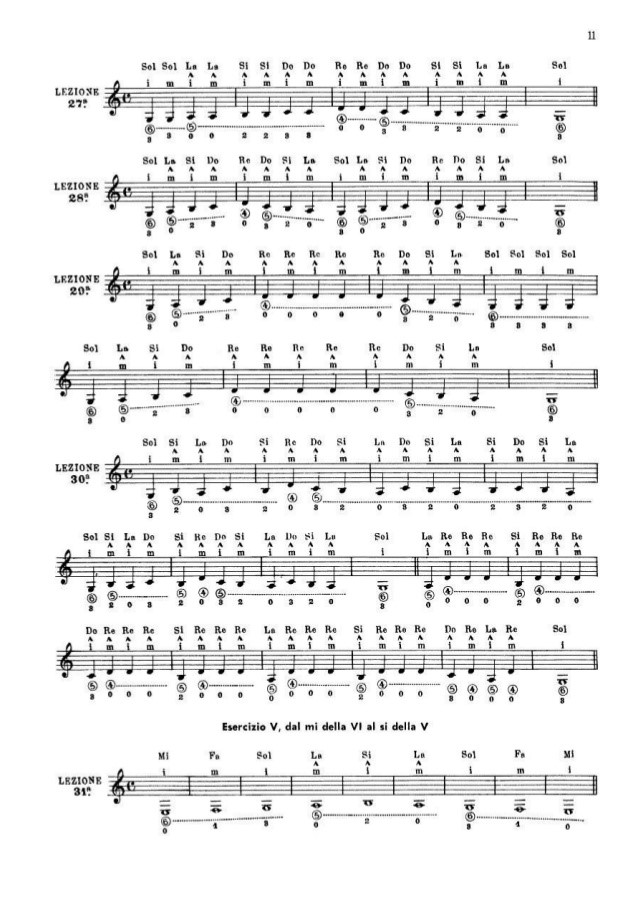 11
Sol Sol La La Si Si Do Do Re Re Do Do Si Si La La Sol
LEZIONE
27ª
i m i m i m i m i m i m i m i m i
⑥ ⑤ ④ ⑤ ⑥
3 3 0 0 2 2 3 3 0 0 3 3 2 2 0 0 3
Sol La Si Do Re Do Si La Sol La Si Do Re Do Si La Sol
LEZIONE
28ª
i m i m i m i m i m i m i m i m i
⑥ ⑤ ④ ⑤ ⑥ ⑤ ④ ⑤ ⑥
3 0 2 3 0 3 2 0 3 0 2 3 0 3 2 0 3
Sol La Si Do Re Re Re Re Re Do Si La Sol Sol Sol Sol
LEZIONE
29ª
i m i m i m i m i m i m i m i m
⑥ ⑤ ④ ⑤ ⑥
3 0 2 3 0 0 0 0 0 3 2 0 3 3 3 3
Sol La Si Do Re Re Re Re Re Do Si La Sol
i m i m i m i m i m i m i
⑥ ⑤ ④ ⑤ ⑥
3 0 2 3 0 0 0 0 0 3 2 0 3
Sol Si La Do Si Re Do Si La Do Si La Si Do Si La
LEZIONE
30ª
i m i m i m i m i m i m i m i m
⑥ ⑤ ④ ⑤
3 2 0 3 2 0 3 2 0 3 2 0 2 3 2 0
Sol Si La Do Si Re Do Si La Do Si La Sol La Re Re Re Si Re Re Re
i m i m i m i m i m i m i i m i m i m i m
⑥ ⑤ ④ ⑤ ⑥ ⑤ ④ ⑤ ④
3 2 0 3 2 0 3 2 0 3 2 0 3 0 0 0 0 2 0 0 0
Do Re Re Re Si Re Re Re La Re Re Re Si Re Re Re Do Re La Re Sol
i m i m i m i m i m i m i m i m i m i m i
⑤ ④ ⑤ ④ ⑤ ④ ⑤ ④ ⑤ ④ ⑤ ④ ⑥
3 0 0 0 2 0 0 0 0 0 0 0 2 0 0 0 3 0 0 0 3
Esercizio V, dal mi della VI al si della V
Mi Fa Sol La Si La Sol Fa Mi
LEZIONE
31ª
i m i m i m i m i
⑥ ⑤ ⑥
0 1 3 0 2 0 3 1 0